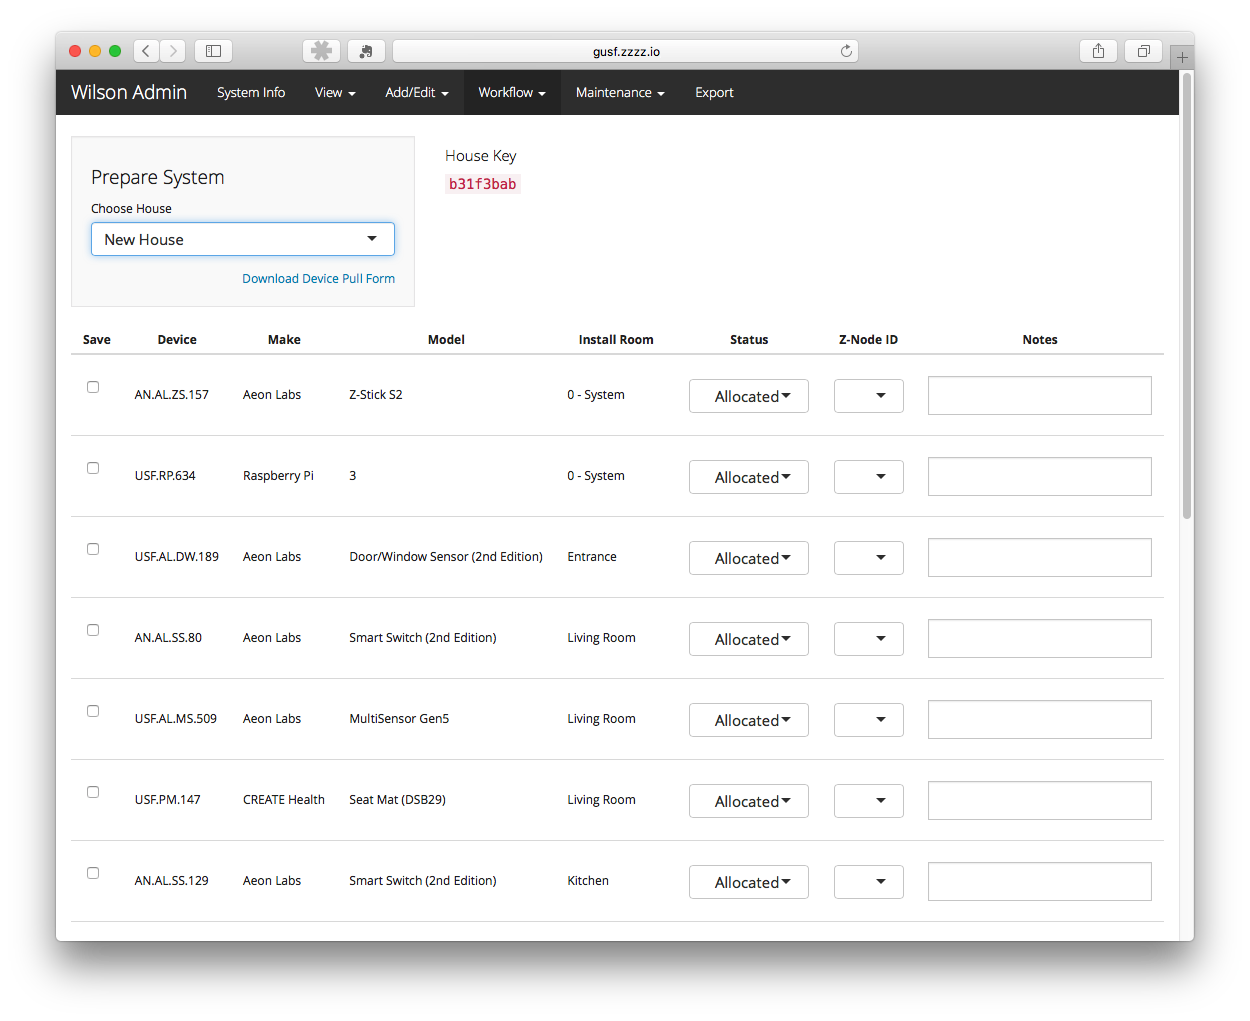 gusf.zzzz.io
Wilson Admin System Info View Add/Edit Workflow Maintenance Export
Prepare System
Choose House
New House
Download Device Pull Form
House Key
b31f3bab
Save Device Make Model Install Room Status Z-Node ID Notes
AN.AL.ZS.157 Aeon Labs Z-Stick S2 0 - System Allocated
USF.RP.634 Raspberry Pi 3 0 - System Allocated
USF.AL.DW.189 Aeon Labs Door/Window Sensor (2nd Edition) Entrance Allocated
AN.AL.SS.80 Aeon Labs Smart Switch (2nd Edition) Living Room Allocated
USF.AL.MS.509 Aeon Labs MultiSensor Gen5 Living Room Allocated
USF.PM.147 CREATE Health Seat Mat (DSB29) Living Room Allocated
AN.AL.SS.129 Aeon Labs Smart Switch (2nd Edition) Kitchen Allocated